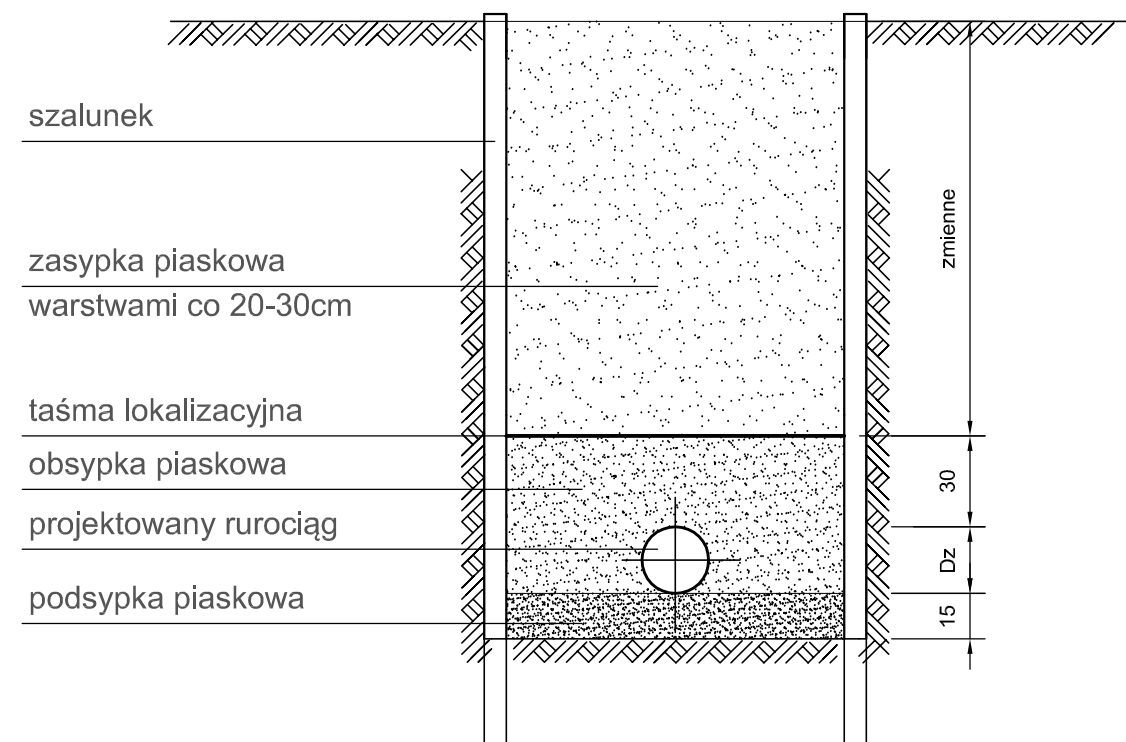 szalunek
zasypka piaskowa
warstwami co 20-30cm
taśma lokalizacyjna
obsypka piaskowa
projektowany rurociąg
podsypka piaskowa
zmienne
30
Dz
15